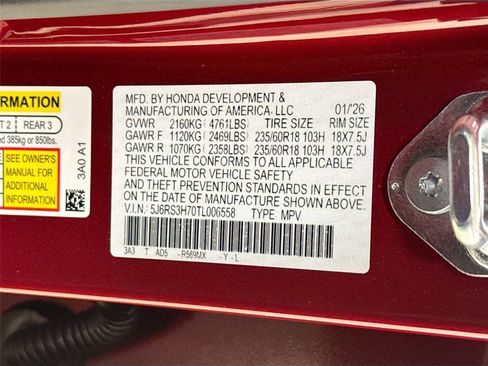 ORMATION
T 2 REAR 3
d 385kg or 850lbs.
SEE OWNER'S
MANUAL FOR
ADDITIONAL
INFORMATION
3A0 A1
MFD. BY HONDA DEVELOPMENT &
MANUFACTURING OF AMERICA, LLC 01/'26
GVWR 2160KG( 4761LBS) TIRE SIZE RIM SIZE
GAWR F 1120KG( 2469LBS) 235/60R18 103H 18X7.5J
GAWR R 1070KG( 2358LBS) 235/60R18 103H 18X7.5J
THIS VEHICLE CONFORMS TO ALL APPLICABLE
FEDERAL MOTOR VEHICLE SAFETY
AND THEFT PREVENTION STANDARDS IN EFFECT
ON THE DATE OF MANUFACTURE SHOWN ABOVE.
V.I.N.: 5J6RS3H70TL006558 TYPE MPV
3A3 T AD5 - R569MX - Y - L